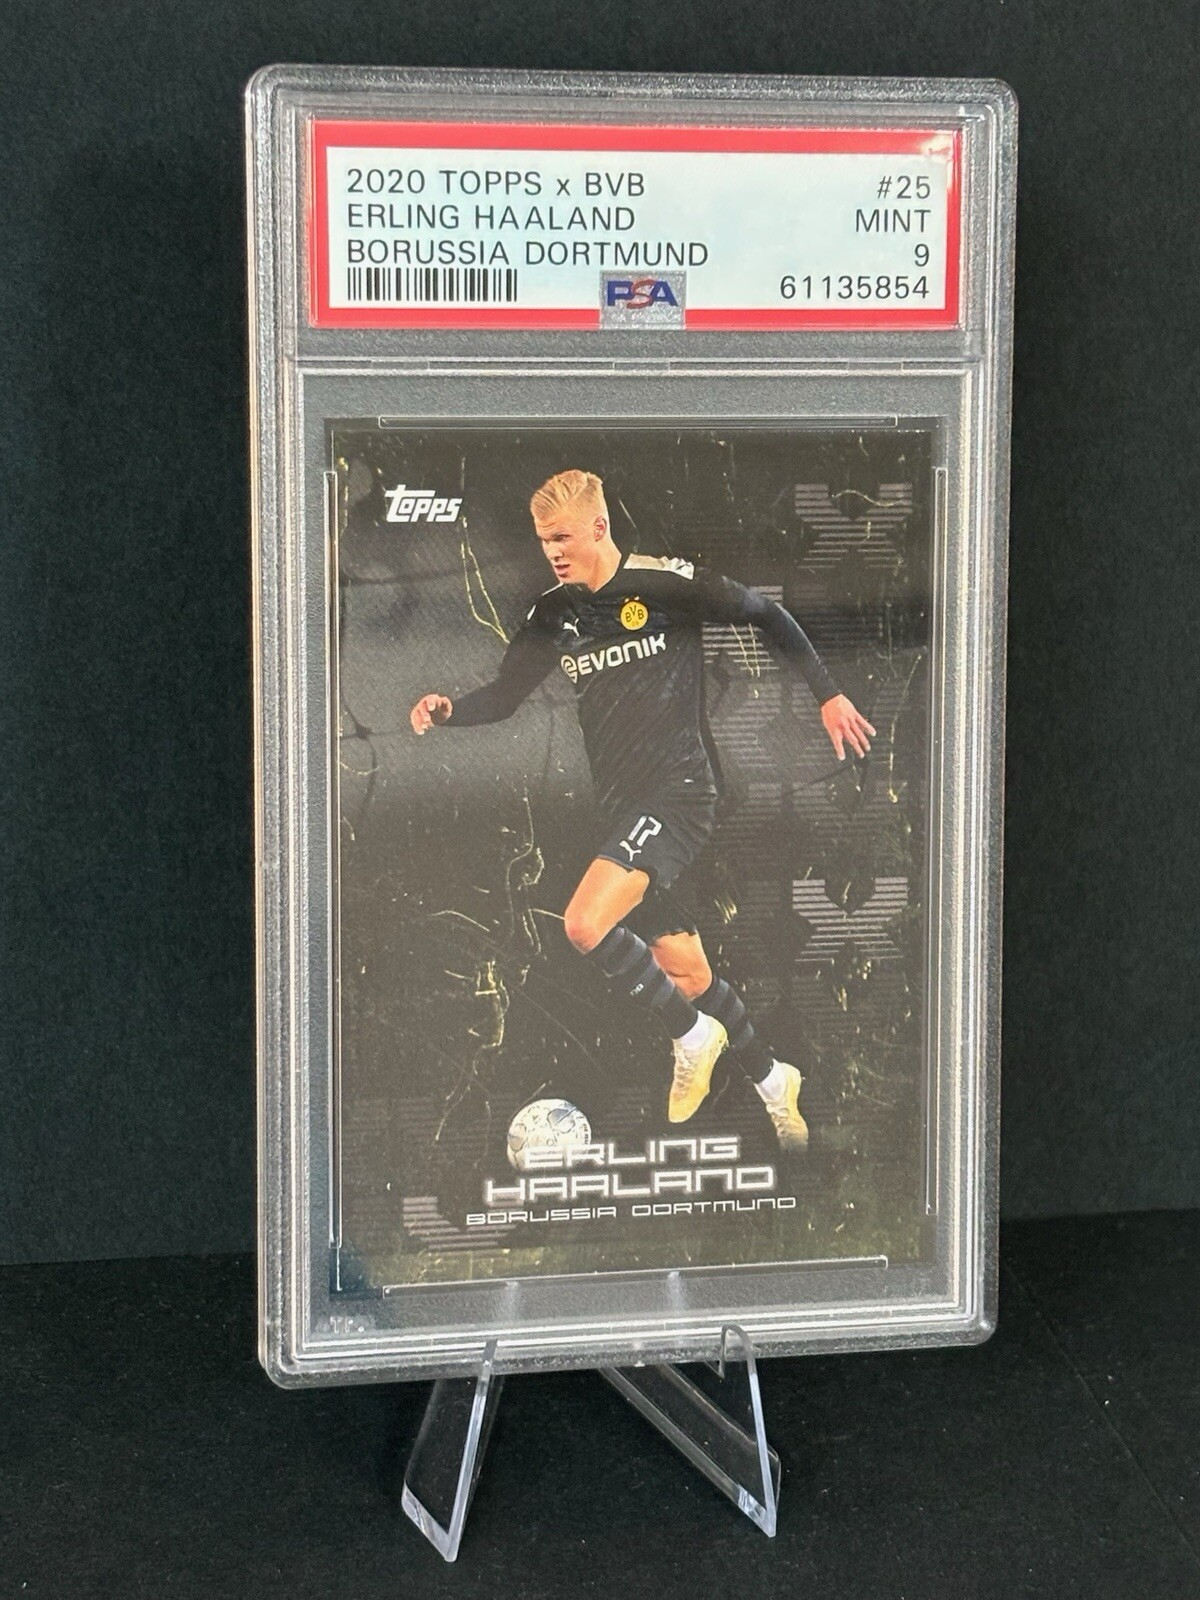 2020 TOPPS x BVB #25
ERLING HAALAND MINT
BORUSSIA DORTMUND 9
PSA 61135854
Topps
BVB
09
EVONIK
17
ERLING
HAALAND
BORUSSIA DORTMUND